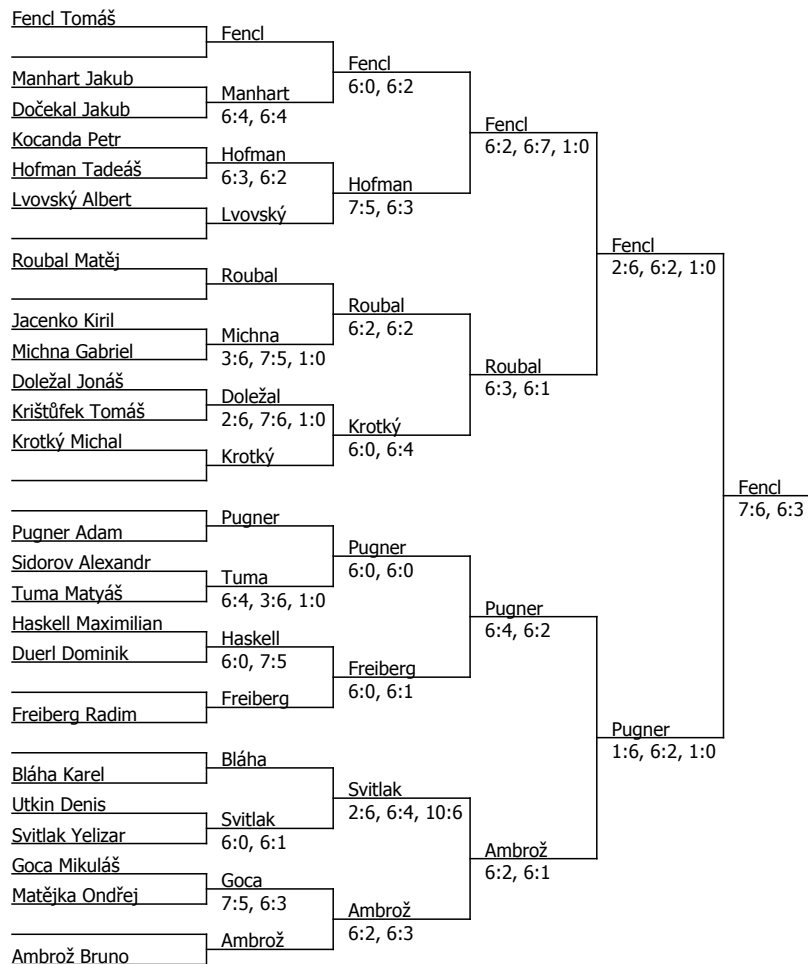 Fencl Tomáš
Manhart Jakub
Dočekal Jakub
Kocanda Petr
Hofman Tadeáš
Lvovský Albert
Roubal Matěj
Jacenko Kiril
Michna Gabriel
Doležal Jonáš
Krištůfek Tomáš
Krotký Michal
Pugner Adam
Sidorov Alexandr
Tuma Matyáš
Haskell Maximilian
Duerl Dominik
Freiberg Radim
Bláha Karel
Utkin Denis
Svitlak Yelizar
Goca Mikuláš
Matějka Ondřej
Ambrož Bruno
Fencl
Manhart
6:4, 6:4
Hofman
6:3, 6:2
Lvovský
Roubal
Michna
3:6, 7:5, 1:0
Doležal
2:6, 7:6, 1:0
Krotký
Pugner
Tuma
6:4, 3:6, 1:0
Haskell
6:0, 7:5
Freiberg
Bláha
Svitlak
6:0, 6:1
Goca
7:5, 6:3
Ambrož
Fencl
6:0, 6:2
Hofman
7:5, 6:3
Roubal
6:2, 6:2
Krotký
6:0, 6:4
Pugner
6:0, 6:0
Freiberg
6:0, 6:1
Svitlak
2:6, 6:4, 10:6
Ambrož
6:2, 6:3
Fencl
6:2, 6:7, 1:0
Roubal
6:3, 6:1
Pugner
6:4, 6:2
Ambrož
6:2, 6:1
Fencl
2:6, 6:2, 1:0
Pugner
1:6, 6:2, 1:0
Fencl
7:6, 6:3